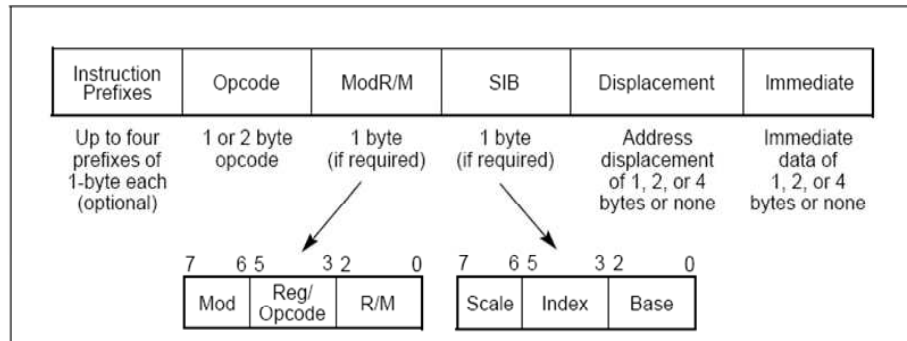 Instruction
Prefixes
Opcode
ModR/M
SIB
Displacement
Immediate
Up to four
prefixes of
1-byte each
(optional)
1 or 2 byte
opcode
1 byte
(if required)
1 byte
(if required)
Address
displacement
of 1, 2, or 4
bytes or none
Immediate
data of
1, 2, or 4
bytes or none
7 6 5 3 2 0
Mod
Reg/
Opcode
R/M
7 6 5 3 2 0
Scale
Index
Base